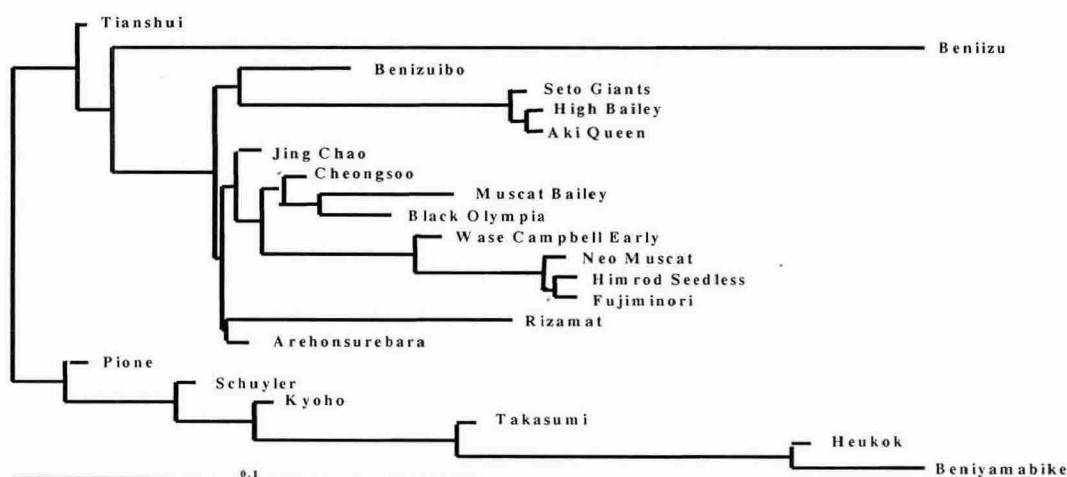 Tianshui
Beniizu
Benizuibo
Seto Giants
High Bailey
Aki Queen
Jing Chao
Cheongsoo
Muscat Bailey
Black Olympia
Wase Campbell Early
Neo Muscat
Himrod Seedless
Fujiminori
Rizamat
Arehonsurebara
Pione
Schuyler
Kyoho
Takasumi
Heukok
Beniyamabike
0.1